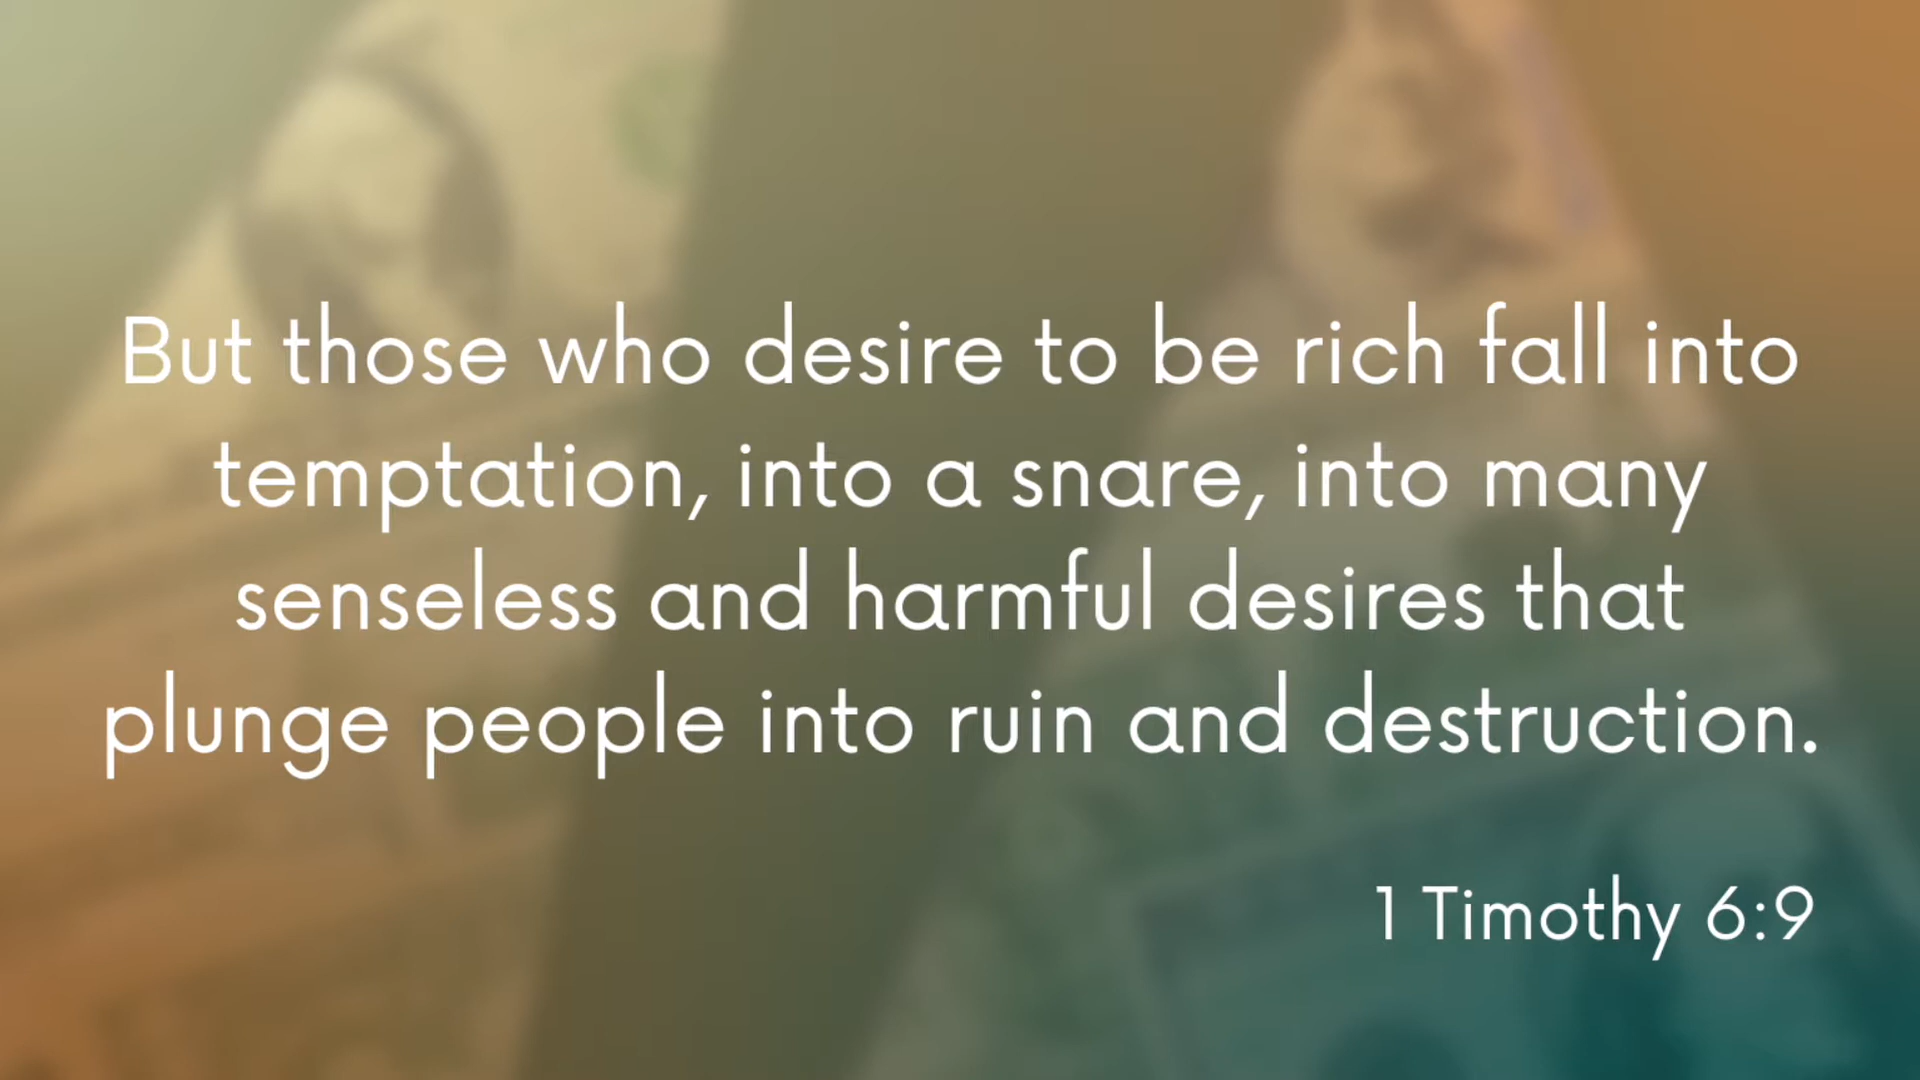 But those who desire to be rich fall into
temptation, into a snare, into many
senseless and harmful desires that
plunge people into ruin and destruction.
1 Timothy 6:9